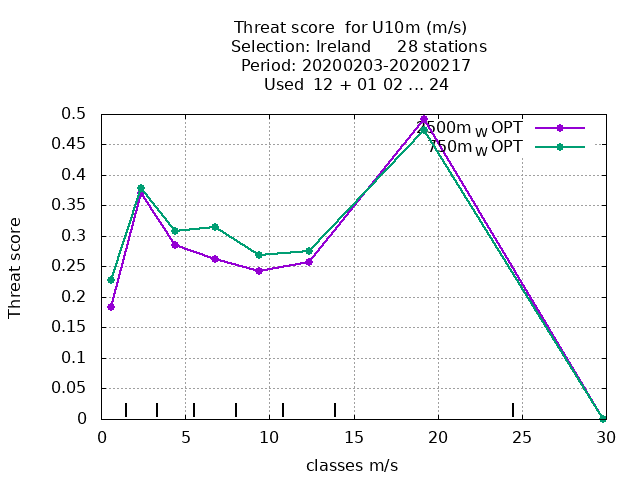 Threat score for U10m (m/s)
Selection: Ireland 28 stations
Period: 20200203-20200217
Used 12 + 01 02 ... 24
0.5
0.45
0.4
0.35
0.3
0.25
0.2
0.15
0.1
0.05
0
Threat score
2500m W OPT
750m W OPT
0 5 10 15 20 25 30
classes m/s